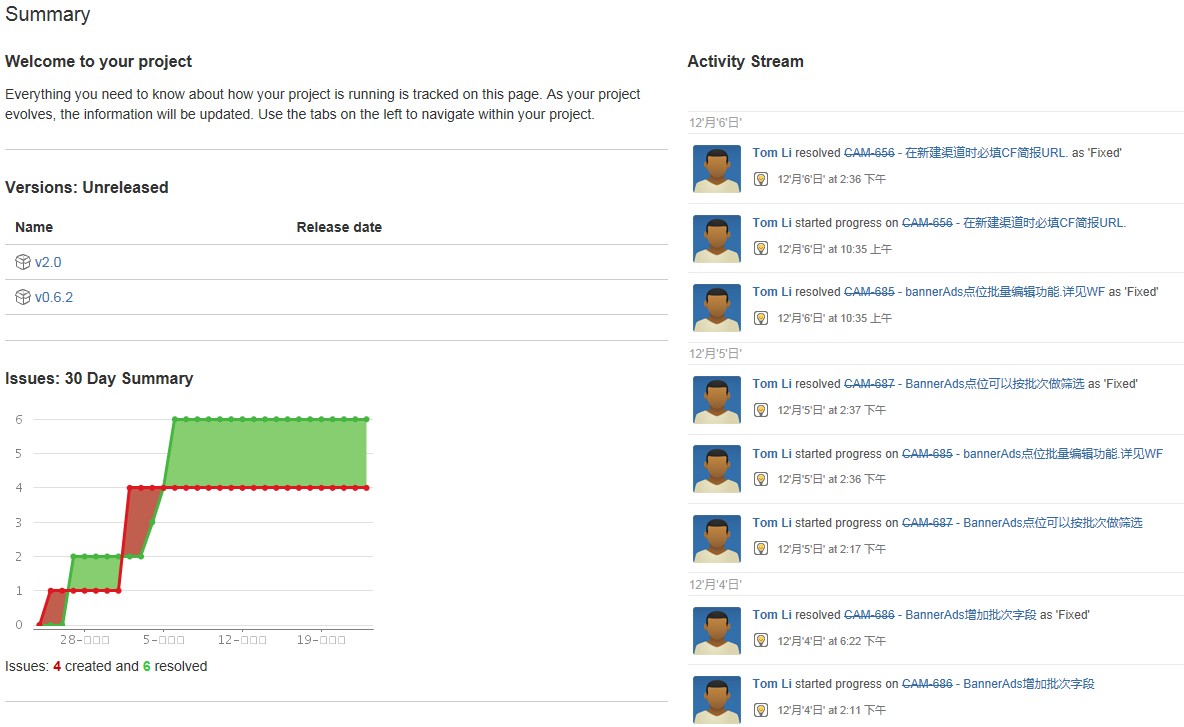 Summary
Welcome to your project
Everything you need to know about how your project is running is tracked on this page. As your project
evolves, the information will be updated. Use the tabs on the left to navigate within your project.
Versions: Unreleased
Name Release date
v2.0
v0.6.2
Issues: 30 Day Summary
6
5
4
3
2
1
0
28-□□□ 5-□□□ 12-□□□ 19-□□□
Issues: 4 created and 6 resolved
Activity Stream
12'月'6'日'
Tom Li resolved CAM-656 - 在新建渠道时必填CF简报URL. as 'Fixed'
12'月'6'日' at 2:36 下午
Tom Li started progress on CAM-656 - 在新建渠道时必填CF简报URL.
12'月'6'日' at 10:35 上午
Tom Li resolved CAM-685 - bannerAds点位批量编辑功能.详见WF as 'Fixed'
12'月'6'日' at 10:35 上午
12'月'5'日'
Tom Li resolved CAM-687 - BannerAds点位可以按批次做筛选 as 'Fixed'
12'月'5'日' at 2:37 下午
Tom Li started progress on CAM-685 - bannerAds点位批量编辑功能.详见WF
12'月'5'日' at 2:36 下午
Tom Li started progress on CAM-687 - BannerAds点位可以按批次做筛选
12'月'5'日' at 2:17 下午
12'月'4'日'
Tom Li resolved CAM-686 - BannerAds增加批次字段 as 'Fixed'
12'月'4'日' at 6:22 下午
Tom Li started progress on CAM-686 - BannerAds增加批次字段
12'月'4'日' at 2:11 下午